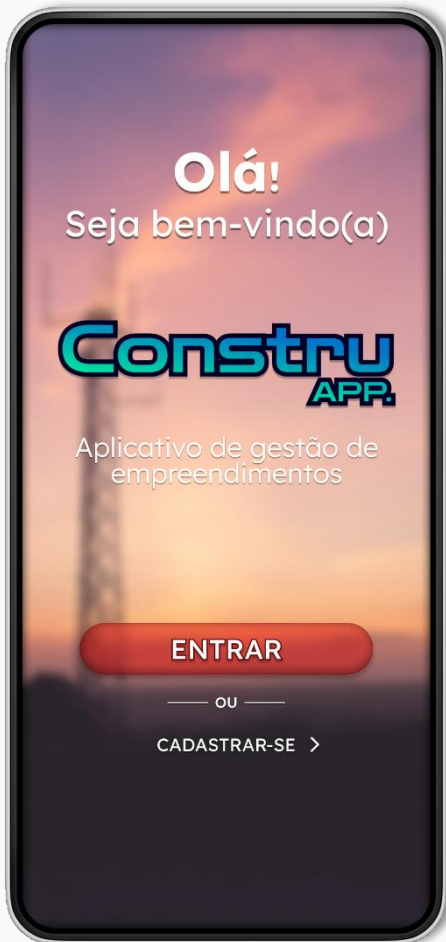 Olá!
Seja bem-vindo(a)
Constru
APP.
Aplicativo de gestão de
empreendimentos
ENTRAR
OU
CADASTRAR-SE >